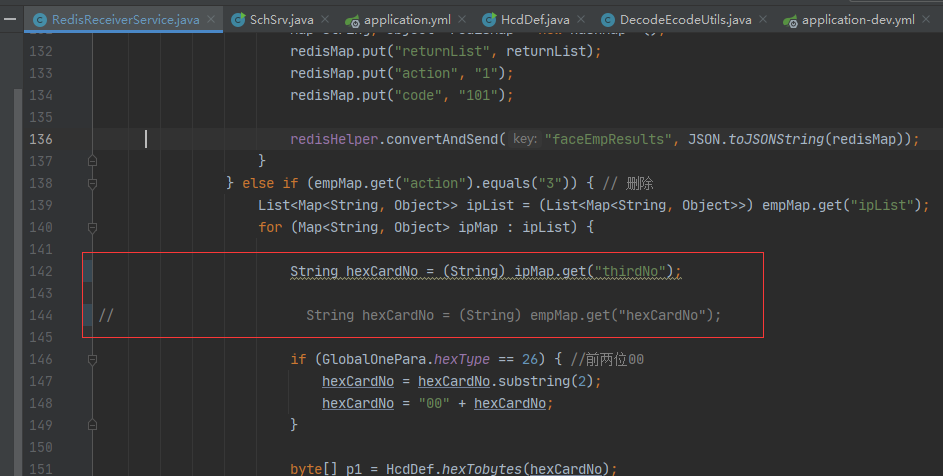 RedisReceiverService.java × SchSrv.java × application.yml × HcdDef.java × DecodeEcodeUtils.java × application-dev.yml ×
132 redisMap.put("returnList", returnList);
133 redisMap.put("action", "1");
134 redisMap.put("code", "101");
135
136 redisHelper.convertAndSend( key: "faceEmpResults", JSON.toJSONString(redisMap));
137 }
138 } else if (empMap.get("action").equals("3")) { // 删除
139 List<Map<String, Object>> ipList = (List<Map<String, Object>>) empMap.get("ipList");
140 for (Map<String, Object> ipMap : ipList) {
141
142 String hexCardNo = (String) ipMap.get("thirdNo");
143
144 // String hexCardNo = (String) empMap.get("hexCardNo");
145
146 if (GlobalOnePara.hexType == 26) { //前两位00
147 hexCardNo = hexCardNo.substring(2);
148 hexCardNo = "00" + hexCardNo;
149 }
150
151 byte[] p1 = HcdDef.hexTobytes(hexCardNo);